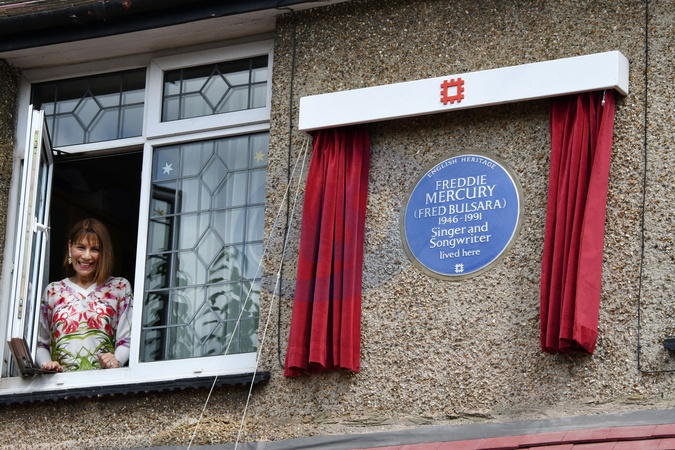 ENGLISH HERITAGE
FREDDIE
MERCURY
(FRED BULSARA)
1946-1991
Singer and
Songwriter
lived here